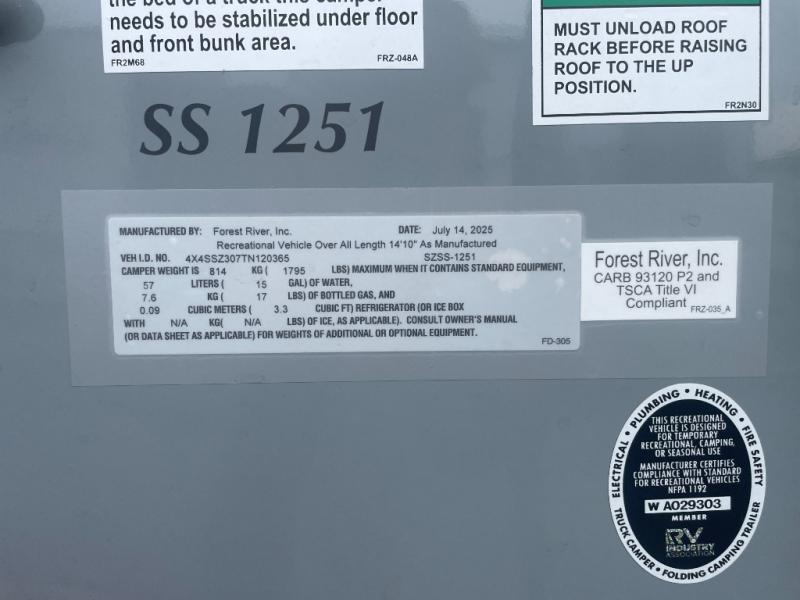 the bed of a truck this camper
needs to be stabilized under floor
and front bunk area.
FR2M68 FRZ-048A
MUST UNLOAD ROOF
RACK BEFORE RAISING
ROOF TO THE UP
POSITION.
FR2N30
SS 1251
MANUFACTURED BY: Forest River, Inc. DATE: July 14, 2025
Recreational Vehicle Over All Length 14'10" As Manufactured
VEH I.D. NO. 4X4SSZ307TN120365 SZSS-1251
CAMPER WEIGHT IS 814 KG ( 1795 LBS) MAXIMUM WHEN IT CONTAINS STANDARD EQUIPMENT,
57 LITERS ( 15 GAL) OF WATER,
7.6 KG ( 17 LBS) OF BOTTLED GAS, AND
0.09 CUBIC METERS ( 3.3 CUBIC FT) REFRIGERATOR (OR ICE BOX
WITH N/A KG( N/A LBS) OF ICE, AS APPLICABLE). CONSULT OWNER'S MANUAL
(OR DATA SHEET AS APPLICABLE) FOR WEIGHTS OF ADDITIONAL OR OPTIONAL EQUIPMENT.
FD-305
Forest River, Inc.
CARB 93120 P2 and
TSCA Title VI
Compliant
FRZ-035_A
ELECTRICAL • PLUMBING • HEATING • FIRE SAFETY
THIS RECREATIONAL
VEHICLE IS DESIGNED
FOR TEMPORARY
RECREATIONAL, CAMPING,
OR SEASONAL USE
MANUFACTURER CERTIFIES
COMPLIANCE WITH STANDARD
FOR RECREATIONAL VEHICLES
NFPA 1192
W A029303
MEMBER
RV
INDUSTRY
ASSOCIATION
TRUCK CAMPER • FOLDING CAMPING TRAILER